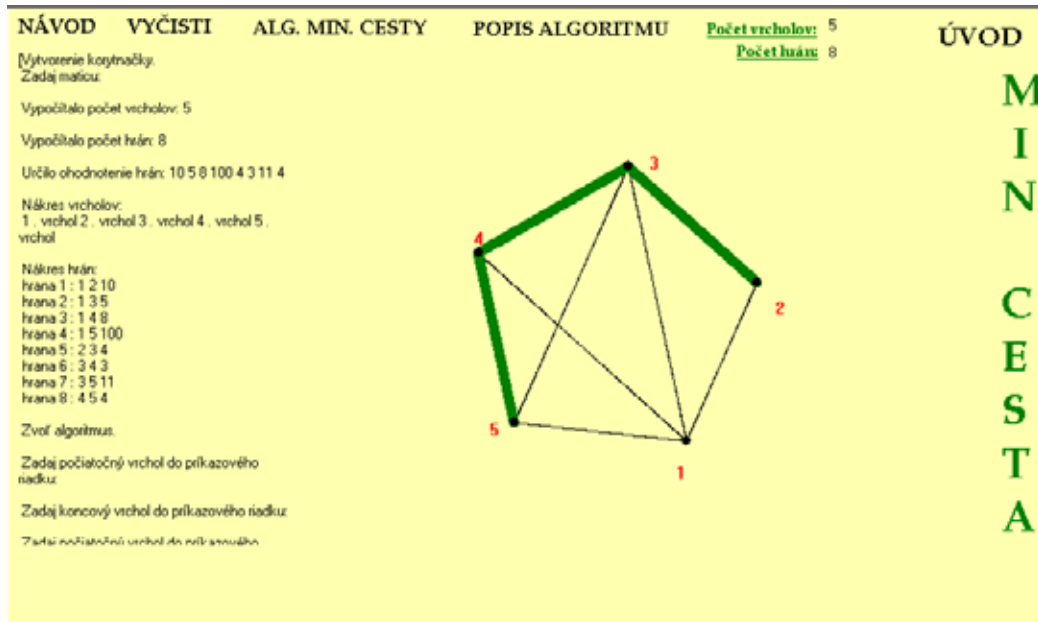 NÁVOD VYČISTI ALG. MIN. CESTY POPIS ALGORITMU Počet vrcholov: 5 ÚVOD
Počet hrán: 8
[Vytvorenie korytnačky.
Zadaj maticu:
Vypočítalo počet vrcholov: 5
Vypočítalo počet hrán: 8
Určilo ohodnotenie hrán: 10 5 8 100 4 3 11 4
Nákres vrcholov:
1 . vrchol 2 . vrchol 3 . vrchol 4 . vrchol 5 .
vrchol
Nákres hrán:
hrana 1 : 1 2 10
hrana 2 : 1 3 5
hrana 3 : 1 4 8
hrana 4 : 1 5 100
hrana 5 : 2 3 4
hrana 6 : 3 4 3
hrana 7 : 3 5 11
hrana 8 : 4 5 4
Zvoľ algoritmus.
Zadaj počiatočný vrchol do príkazového
riadku:
Zadaj koncový vrchol do príkazového riadku:
Zadaj počiatočný vrchol do príkazového
3
4
2
5
1
M
I
N
C
E
S
T
A